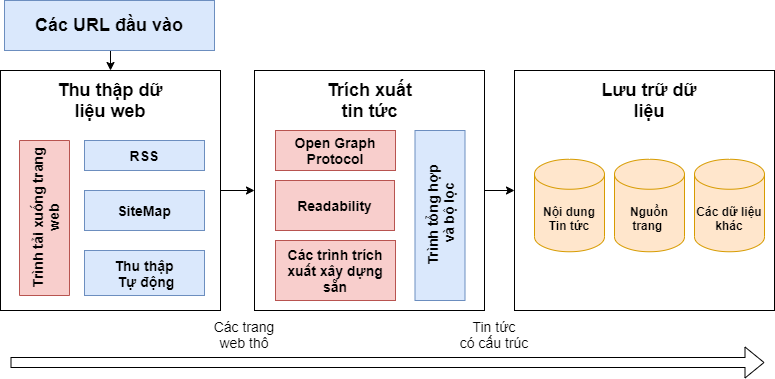 Các URL đầu vào
Thu thập dữ
liệu web
Trình tải xuống trang
web
RSS
SiteMap
Thu thập
Tự động
Trích xuất
tin tức
Open Graph
Protocol
Readability
Các trình trích
xuất xây dựng
sẵn
Trình tổng hợp
và bộ lọc
Lưu trữ dữ
liệu
Nội dung
Tin tức
Nguồn
trang
Các dữ liệu
khác
Các trang
web thô
Tin tức
có cấu trúc